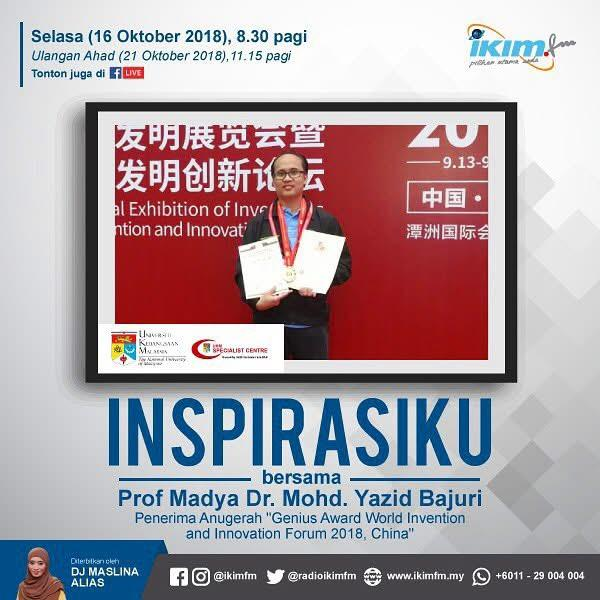 Selasa (16 Oktober 2018), 8.30 pagi
Ulangan Ahad (21 Oktober 2018),11.15 pagi
Tonton juga di f LIVE
ikim.fm
pilihan utama anda
发明展览会暨
发明创新论坛
al Exhibition of Inventions
ention and Innovation
20
9.13-9
中国·
潭洲国际会
UNIVERSITI
KEBANGSAAN
MALAYSIA
The National University
of Malaysia
UKM
SPECIALIST CENTRE
INSPIRASIKU
bersama
Prof Madya Dr. Mohd. Yazid Bajuri
Penerima Anugerah "Genius Award World Invention
and Innovation Forum 2018, China"
Diterbitkan oleh
DJ MASLINA
ALIAS
@ikimfm
@radioikimfm
www.ikimfm.my
+6011 - 29 004 004